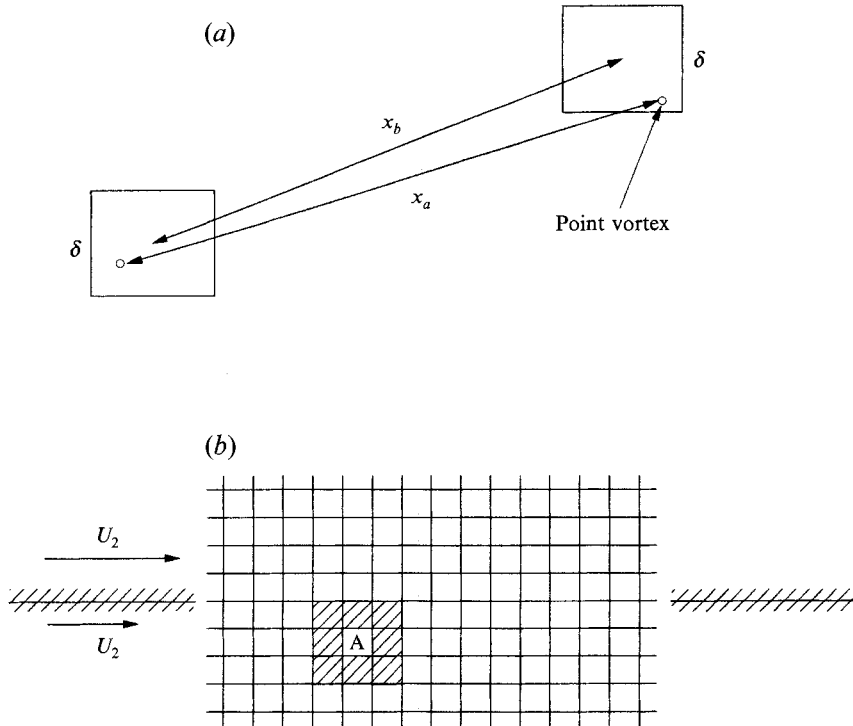 (a)
δ
x_b
x_a
Point vortex
δ
(b)
U_2
U_2
A